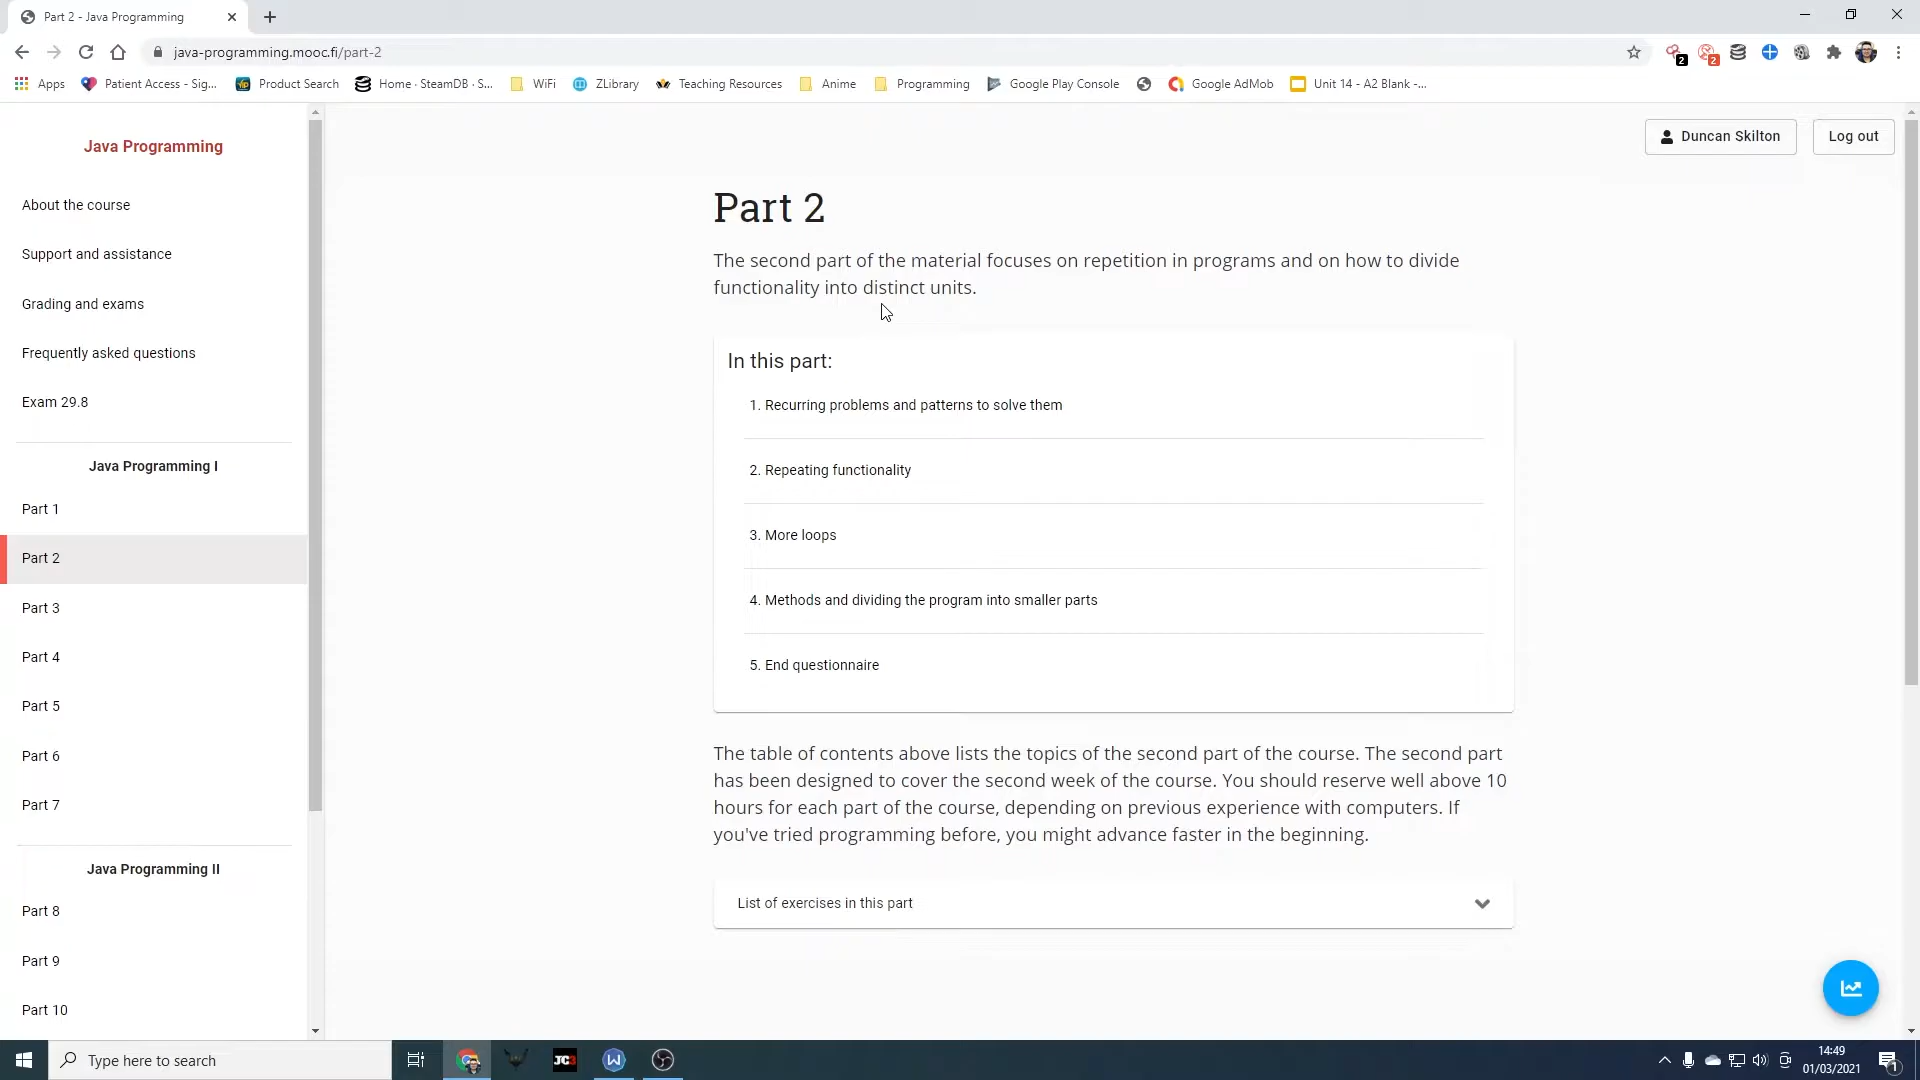 Part 2 - Java Programming
java-programming.mooc.fi/part-2
2
2
Apps
Patient Access - Sig...
Product Search
Home · SteamDB · S...
WiFi
ZLibrary
Teaching Resources
Anime
Programming
Google Play Console
Google AdMob
Unit 14 - A2 Blank -...
Java Programming
About the course
Support and assistance
Grading and exams
Frequently asked questions
Exam 29.8
Java Programming I
Part 1
Part 2
Part 3
Part 4
Part 5
Part 6
Part 7
Java Programming II
Part 8
Part 9
Part 10
Duncan Skilton
Log out
Part 2
The second part of the material focuses on repetition in programs and on how to divide
functionality into distinct units.
In this part:
1. Recurring problems and patterns to solve them
2. Repeating functionality
3. More loops
4. Methods and dividing the program into smaller parts
5. End questionnaire
The table of contents above lists the topics of the second part of the course. The second part
has been designed to cover the second week of the course. You should reserve well above 10
hours for each part of the course, depending on previous experience with computers. If
you've tried programming before, you might advance faster in the beginning.
List of exercises in this part
Type here to search
JC3
W
14:49
01/03/2021
1